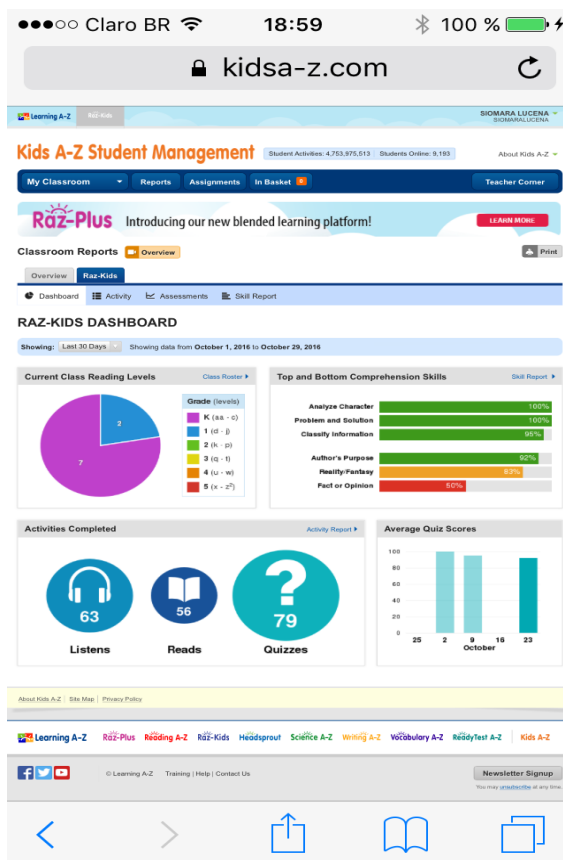 Claro BR 18:59 100 %
kidsa-z.com
Learning A-Z Raz-Kids SIOMARA LUCENA
SIOMARALUCENA
Kids A-Z Student Management Student Activities: 4,753,975,513 Students Online: 9,193 About Kids A-Z
My Classroom Reports Assignments In Basket Teacher Corner
Raz-Plus Introducing our new blended learning platform! LEARN MORE
Classroom Reports Overview Print
Overview Raz-Kids
Dashboard Activity Assessments Skill Report
RAZ-KIDS DASHBOARD
Showing: Last 30 Days Showing data from October 1, 2016 to October 29, 2016
Current Class Reading Levels Class Roster
Grade (levels)
K (aa - c)
1 (d - j)
2 (k - p)
3 (q - t)
4 (u - w)
5 (x - z²)
2
7
Top and Bottom Comprehension Skills Skill Report
Analyze Character 100%
Problem and Solution 100%
Classify Information 95%
Author's Purpose 92%
Reality/Fantasy 83%
Fact or Opinion 50%
Activities Completed Activity Report
63 56 79
Listens Reads Quizzes
Average Quiz Scores
100
80
60
40
20
0
25 2 9 16 23
October
About Kids A-Z | Site Map | Privacy Policy
Learning A-Z Raz-Plus Reading A-Z Raz-Kids Headsprout Science A-Z Writing A-Z Vocabulary A-Z ReadyTest A-Z Kids A-Z
© Learning A-Z Training | Help | Contact Us Newsletter Signup
You may unsubscribe at any time.